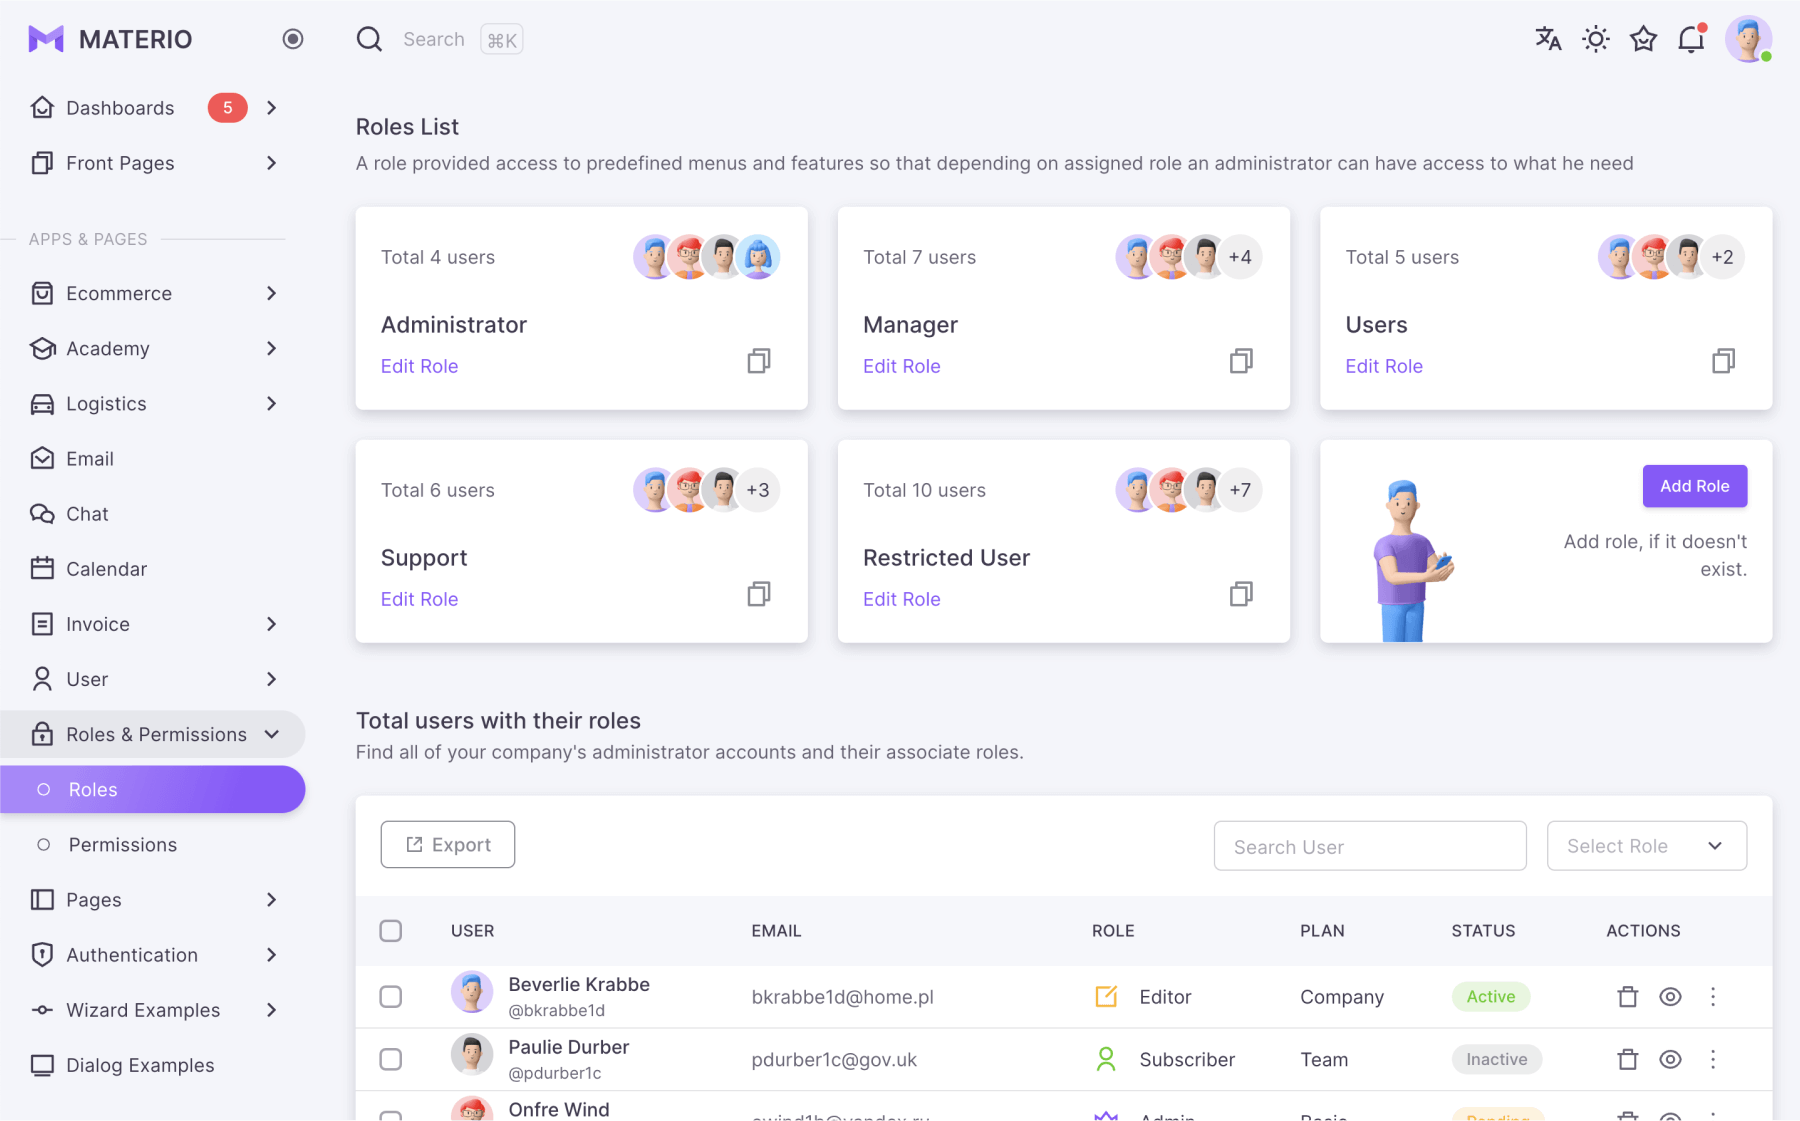 MATERIO
Search ⌘K
Dashboards 5
Front Pages
APPS & PAGES
Ecommerce
Academy
Logistics
Email
Chat
Calendar
Invoice
User
Roles & Permissions
Roles
Permissions
Pages
Authentication
Wizard Examples
Dialog Examples
Roles List
A role provided access to predefined menus and features so that depending on assigned role an administrator can have access to what he need
Total 4 users
Administrator
Edit Role
Total 7 users +4
Manager
Edit Role
Total 5 users +2
Users
Edit Role
Total 6 users +3
Support
Edit Role
Total 10 users +7
Restricted User
Edit Role
Add Role
Add role, if it doesn't
exist.
Total users with their roles
Find all of your company's administrator accounts and their associate roles.
Export Search User Select Role
USER EMAIL ROLE PLAN STATUS ACTIONS
Beverlie Krabbe
@bkrabbe1d
bkrabbe1d@home.pl Editor Company Active
Paulie Durber
@pdurber1c
pdurber1c@gov.uk Subscriber Team Inactive
Onfre Wind